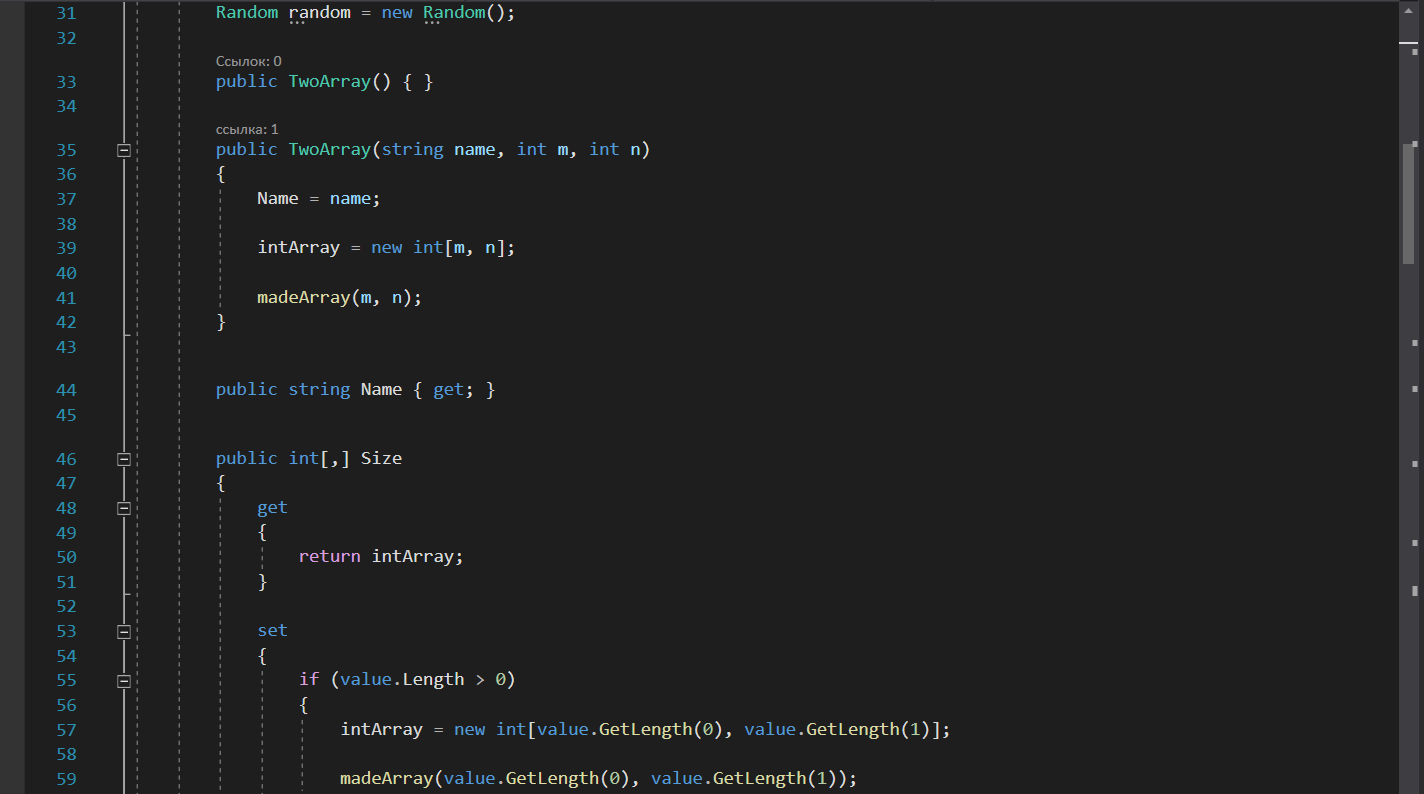 31 Random random = new Random();
32
Ссылок: 0
33 public TwoArray() { }
34
ссылка: 1
35 public TwoArray(string name, int m, int n)
36 {
37 Name = name;
38
39 intArray = new int[m, n];
40
41 madeArray(m, n);
42 }
43
44 public string Name { get; }
45
46 public int[,] Size
47 {
48 get
49 {
50 return intArray;
51 }
52
53 set
54 {
55 if (value.Length > 0)
56 {
57 intArray = new int[value.GetLength(0), value.GetLength(1)];
58
59 madeArray(value.GetLength(0), value.GetLength(1));